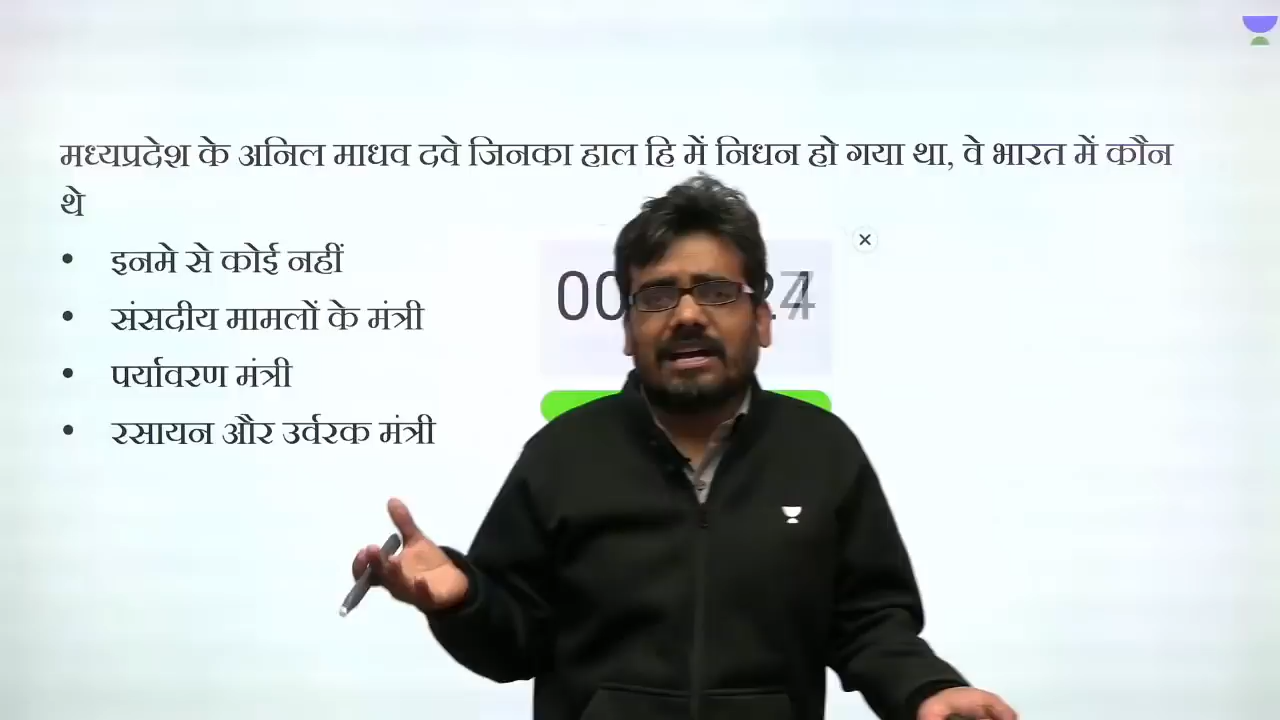 मध्यप्रदेश के अनिल माधव दवे जिनका हाल हि में निधन हो गया था, वे भारत में कौन
थे
• इनमे से कोई नहीं
• संसदीय मामलों के मंत्री
• पर्यावरण मंत्री
• रसायन और उर्वरक मंत्री
00